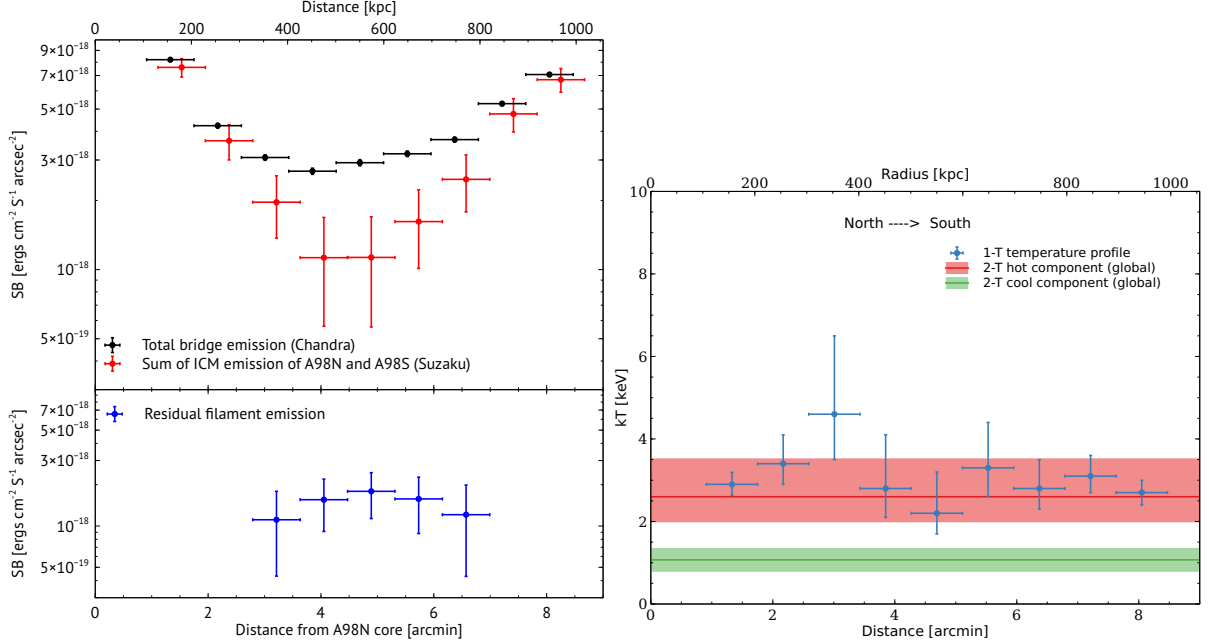 Distance [kpc]
0 200 400 600 800 1000
9×10⁻¹⁸
7×10⁻¹⁸
5×10⁻¹⁸
3×10⁻¹⁸
1×10⁻¹⁸
5×10⁻¹⁹
SB [ergs cm⁻² S⁻¹ arcsec⁻²]
Total bridge emission (Chandra)
Sum of ICM emission of A98N and A98S (Suzaku)
7×10⁻¹⁸
5×10⁻¹⁸
3×10⁻¹⁸
1×10⁻¹⁸
5×10⁻¹⁹
SB [ergs cm⁻² S⁻¹ arcsec⁻²]
Residual filament emission
0 2 4 6 8
Distance from A98N core [arcmin]
Radius [kpc]
0 200 400 600 800 1000
10
8
6
4
2
0
kT [keV]
North ----> South
1-T temperature profile
2-T hot component (global)
2-T cool component (global)
0 2 4 6 8
Distance [arcmin]